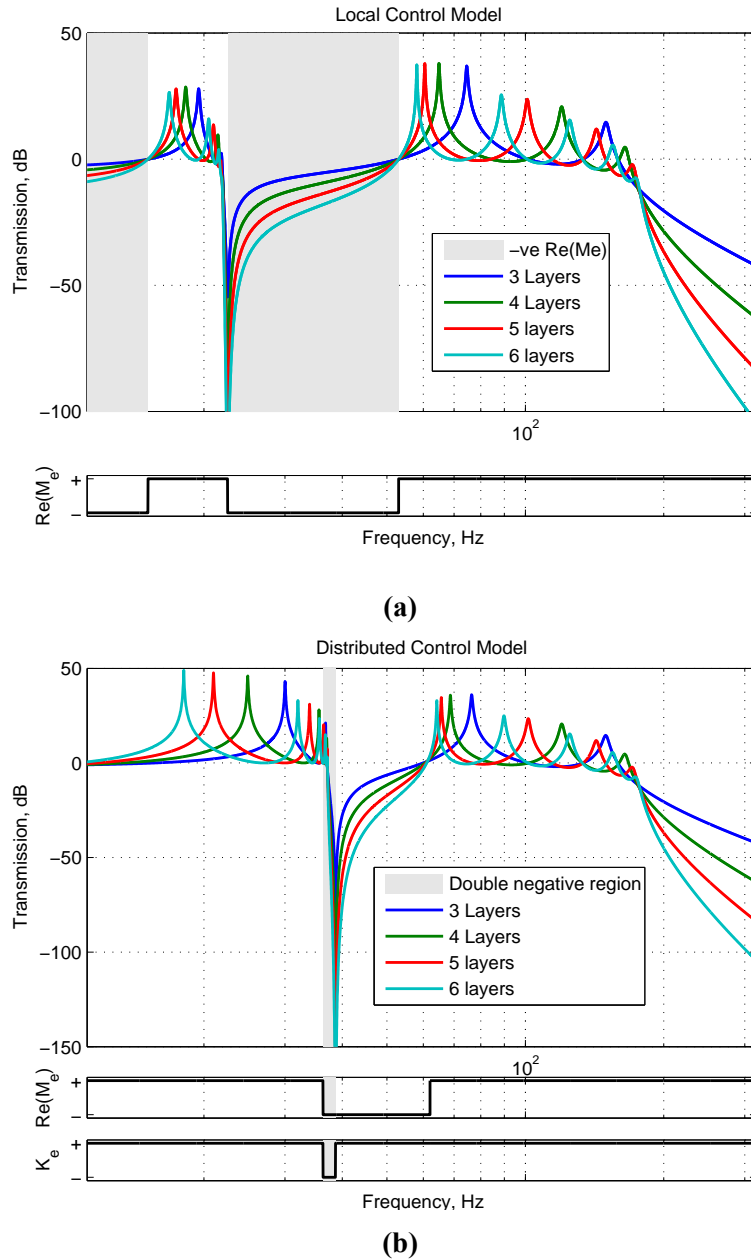 Local Control Model
50
0
−50
−100
Transmission, dB
−ve Re(Me)
3 Layers
4 Layers
5 layers
6 layers
10^2
Re(M_e)
+
−
Frequency, Hz
(a)
Distributed Control Model
50
0
−50
−100
−150
Transmission, dB
Double negative region
3 Layers
4 Layers
5 layers
6 layers
10^2
Re(M_e)
+
−
K_e
+
−
Frequency, Hz
(b)